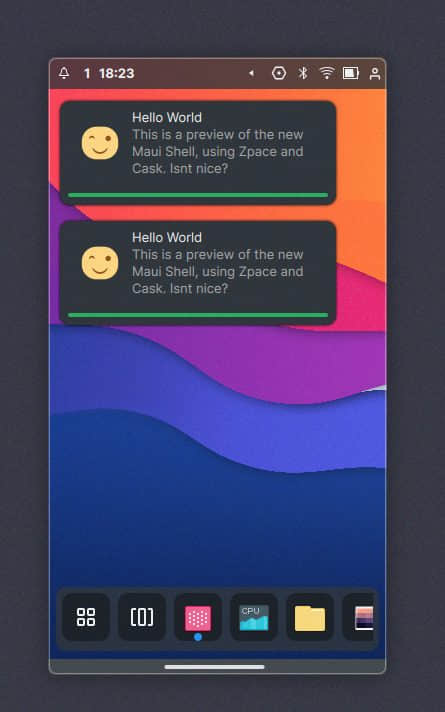 1 18:23
Hello World
This is a preview of the new
Maui Shell, using Zpace and
Cask. Isnt nice?
Hello World
This is a preview of the new
Maui Shell, using Zpace and
Cask. Isnt nice?
CPU